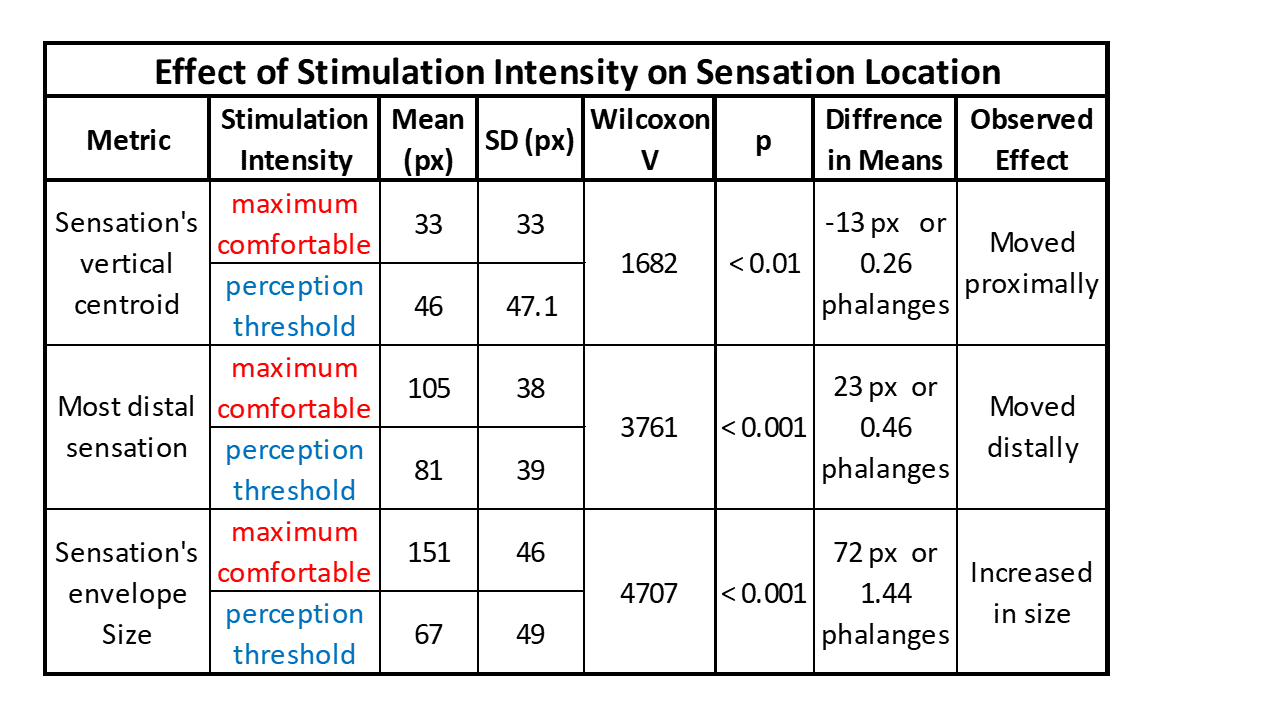 Effect of Stimulation Intensity on Sensation Location
Metric
Stimulation
Intensity
Mean
(px)
SD (px)
Wilcoxon
V
p
Diffrence
in Means
Observed
Effect
Sensation's
vertical
centroid
maximum
comfortable
33
33
perception
threshold
46
47.1
1682
< 0.01
-13 px or
0.26
phalanges
Moved
proximally
Most distal
sensation
maximum
comfortable
105
38
perception
threshold
81
39
3761
< 0.001
23 px or
0.46
phalanges
Moved
distally
Sensation's
envelope
Size
maximum
comfortable
151
46
perception
threshold
67
49
4707
< 0.001
72 px or
1.44
phalanges
Increased
in size